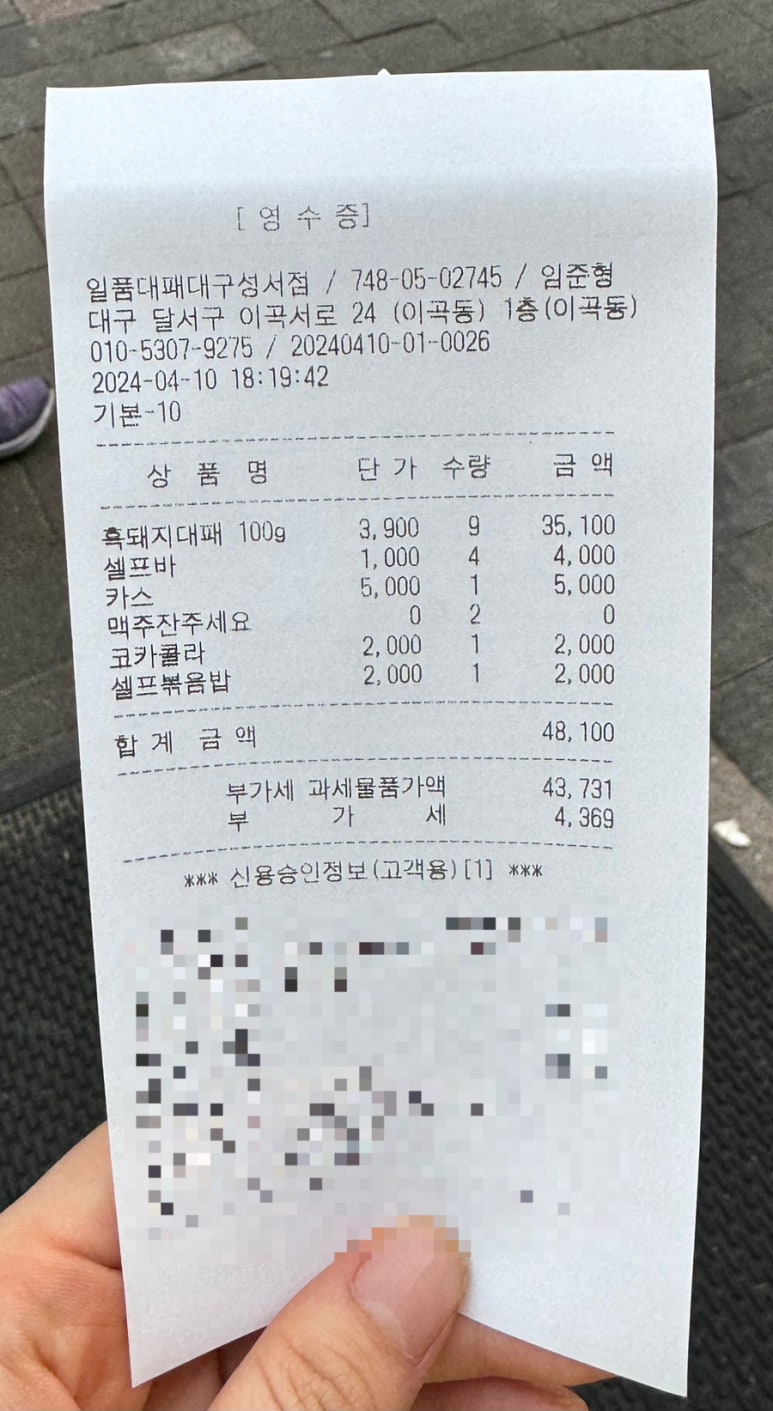 [ 영 수 증]
일품대패대구성서점 / 748-05-02745 / 임준형
대구 달서구 이곡서로 24 (이곡동) 1층(이곡동)
010-5307-9275 / 20240410-01-0026
2024-04-10 18:19:42
기본-10
상 품 명 단 가 수량 금 액
흑돼지대패 100g 3,900 9 35,100
셀프바 1,000 4 4,000
카스 5,000 1 5,000
맥주잔주세요 0 2 0
코카콜라 2,000 1 2,000
셀프볶음밥 2,000 1 2,000
합 계 금 액 48,100
부가세 과세물품가액 43,731
부 가 세 4,369
*** 신용승인정보(고객용)[1] ***